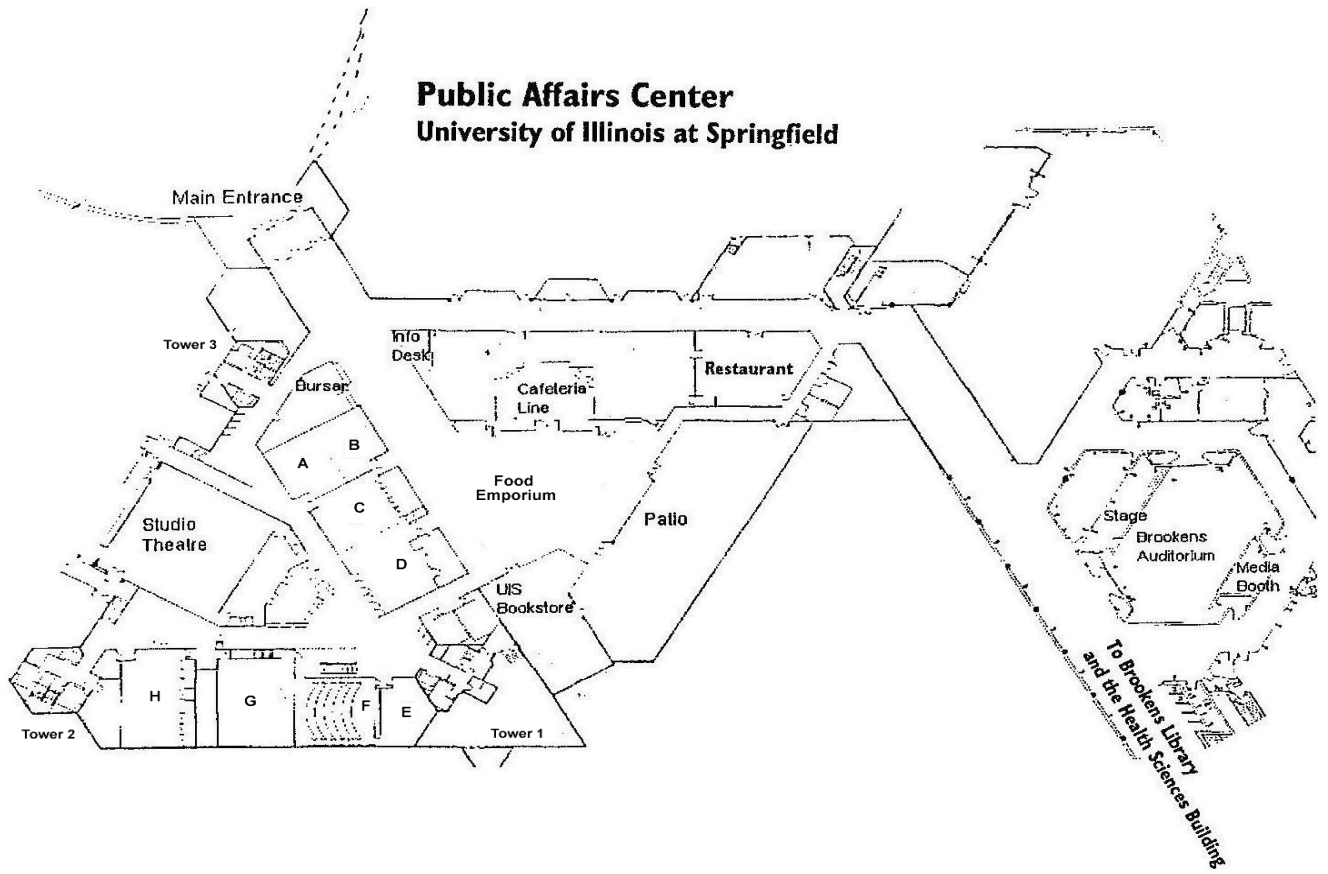 Public Affairs Center
University of Illinois at Springfield
Main Entrance
Tower 3
Info
Desk
Bursar
Cafeteria
Line
Restaurant
A
B
C
D
Food
Emporium
Patio
Studio
Theatre
UIS
Bookstore
Stage
Brookens
Auditorium
Media
Booth
H
G
F
E
Tower 2
Tower 1
To Brookens Library
and the Health Sciences Building